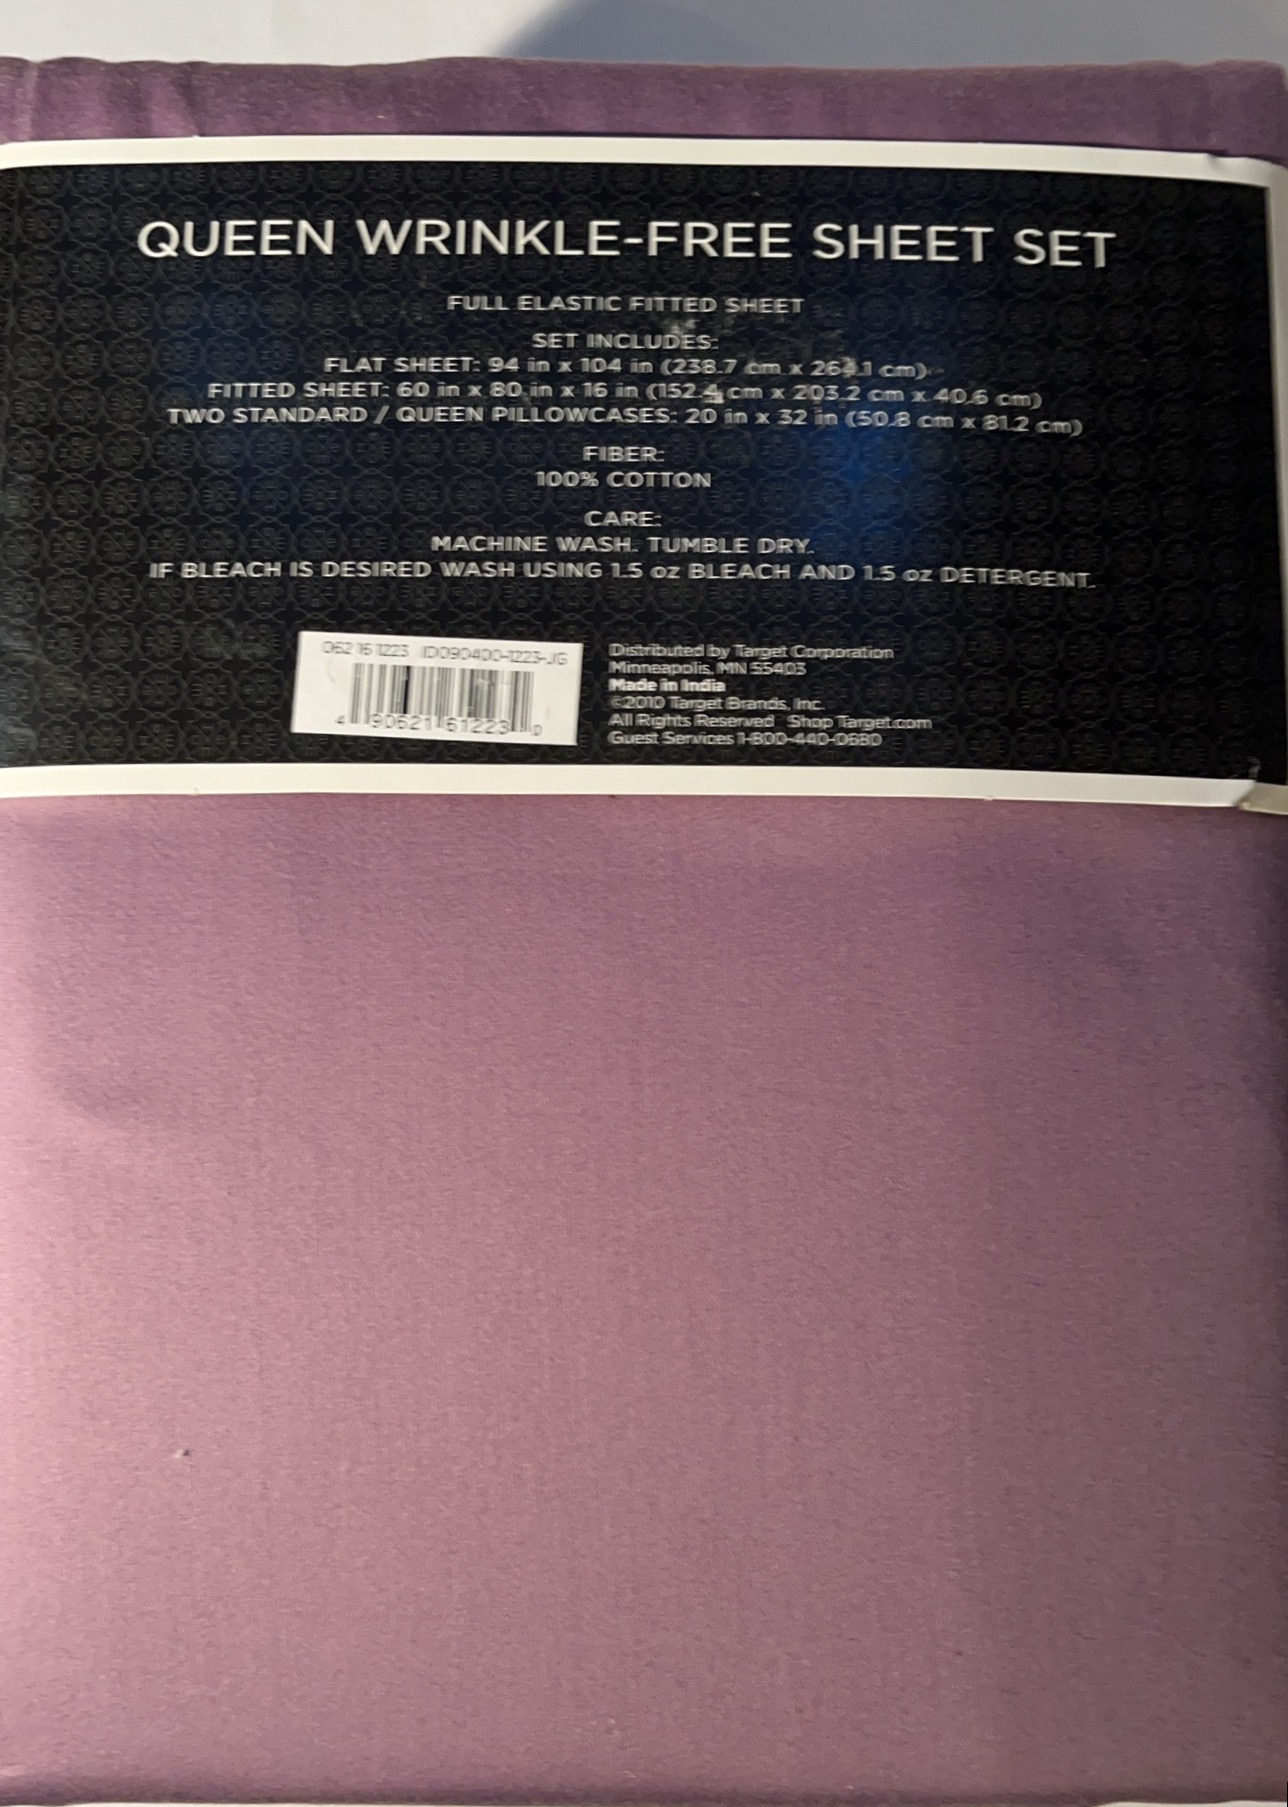 QUEEN WRINKLE-FREE SHEET SET
FULL ELASTIC FITTED SHEET
SET INCLUDES:
FLAT SHEET: 94 in x 104 in (238.7 cm x 264.1 cm)
FITTED SHEET: 60 in x 80 in x 16 in (152.4 cm x 203.2 cm x 40.6 cm)
TWO STANDARD / QUEEN PILLOWCASES: 20 in x 32 in (50.8 cm x 81.2 cm)
FIBER:
100% COTTON
CARE:
MACHINE WASH. TUMBLE DRY.
IF BLEACH IS DESIRED WASH USING 1.5 oz BLEACH AND 1.5 oz DETERGENT.
062 16 1223 ID090400-1223-JG
4 90621 61223 0
Distributed by Target Corporation
Minneapolis, MN 55403
Made in India
©2010 Target Brands, Inc.
All Rights Reserved Shop Target.com
Guest Services 1-800-440-0680